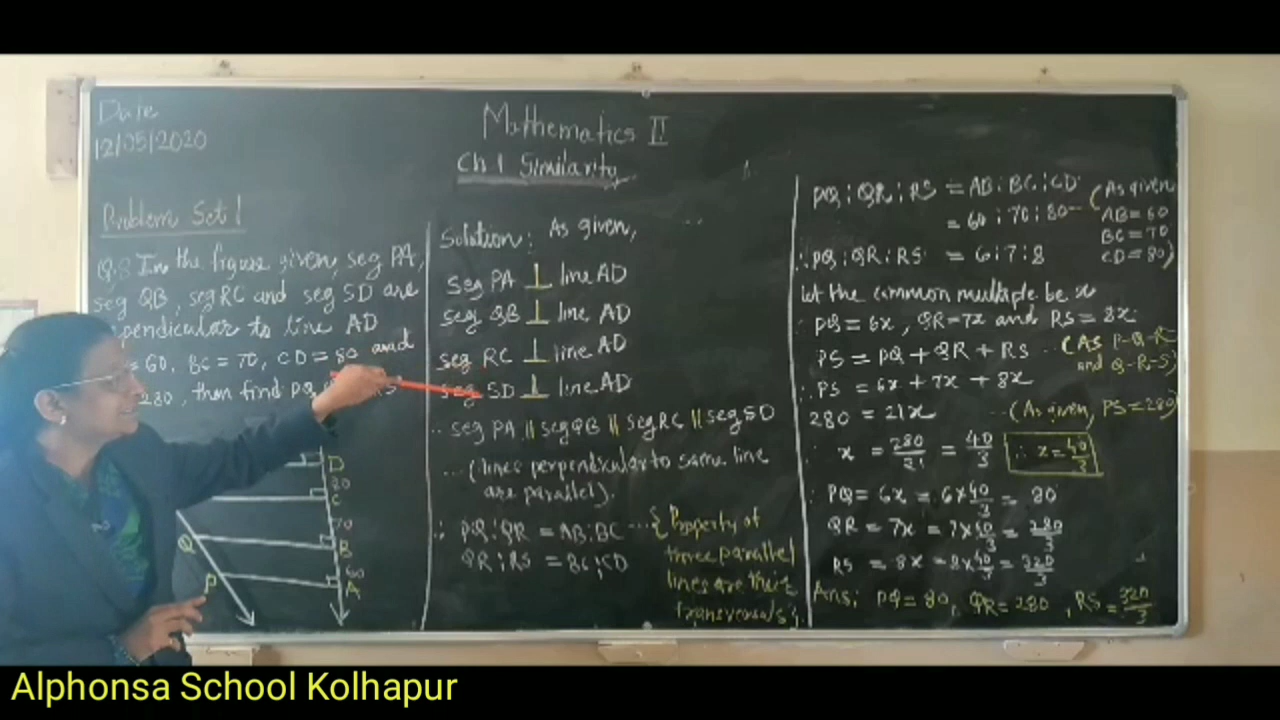 Date
12/05/2020
Mathematics II
Ch 1 Similarity
Problem Set 1
Q.8 In the figure given, seg PA,
seg QB, seg RC and seg SD are
pendicular to line AD
= 60, BC = 70, CD = 80 and
280, then find PQ
D
80
C
70
B
60
A
Q
P
Solution: As given,
seg PA ⊥ line AD
seg QB ⊥ line AD
seg RC ⊥ line AD
seg SD ⊥ line AD
∴ seg PA || seg QB || seg RC || seg SD
... (lines perpendicular to same line
are parallel).
∴ PQ : QR = AB : BC ... { Property of
QR : RS = BC : CD
three parallel
lines are their
transversals
PQ : QR : RS = AB : BC : CD (As given
= 60 : 70 : 80 AB = 60
BC = 70
∴ PQ : QR : RS = 6 : 7 : 8 CD = 80)
let the common multiple be x
∴ PQ = 6x, QR = 7x and RS = 8x
PS = PQ + QR + RS .. (As P-Q-R
and Q-R-S)
∴ PS = 6x + 7x + 8x
280 = 21x ..(As given, PS = 280)
x = 280/21 = 40/3 ∴ x = 40/3
∴ PQ = 6x = 6 x 40/3 = 80
QR = 7x = 7 x 40/3 = 280/3
RS = 8x = 8 x 40/3 = 320/3
Ans: PQ = 80, QR = 280, RS = 320/3
Alphonsa School Kolhapur